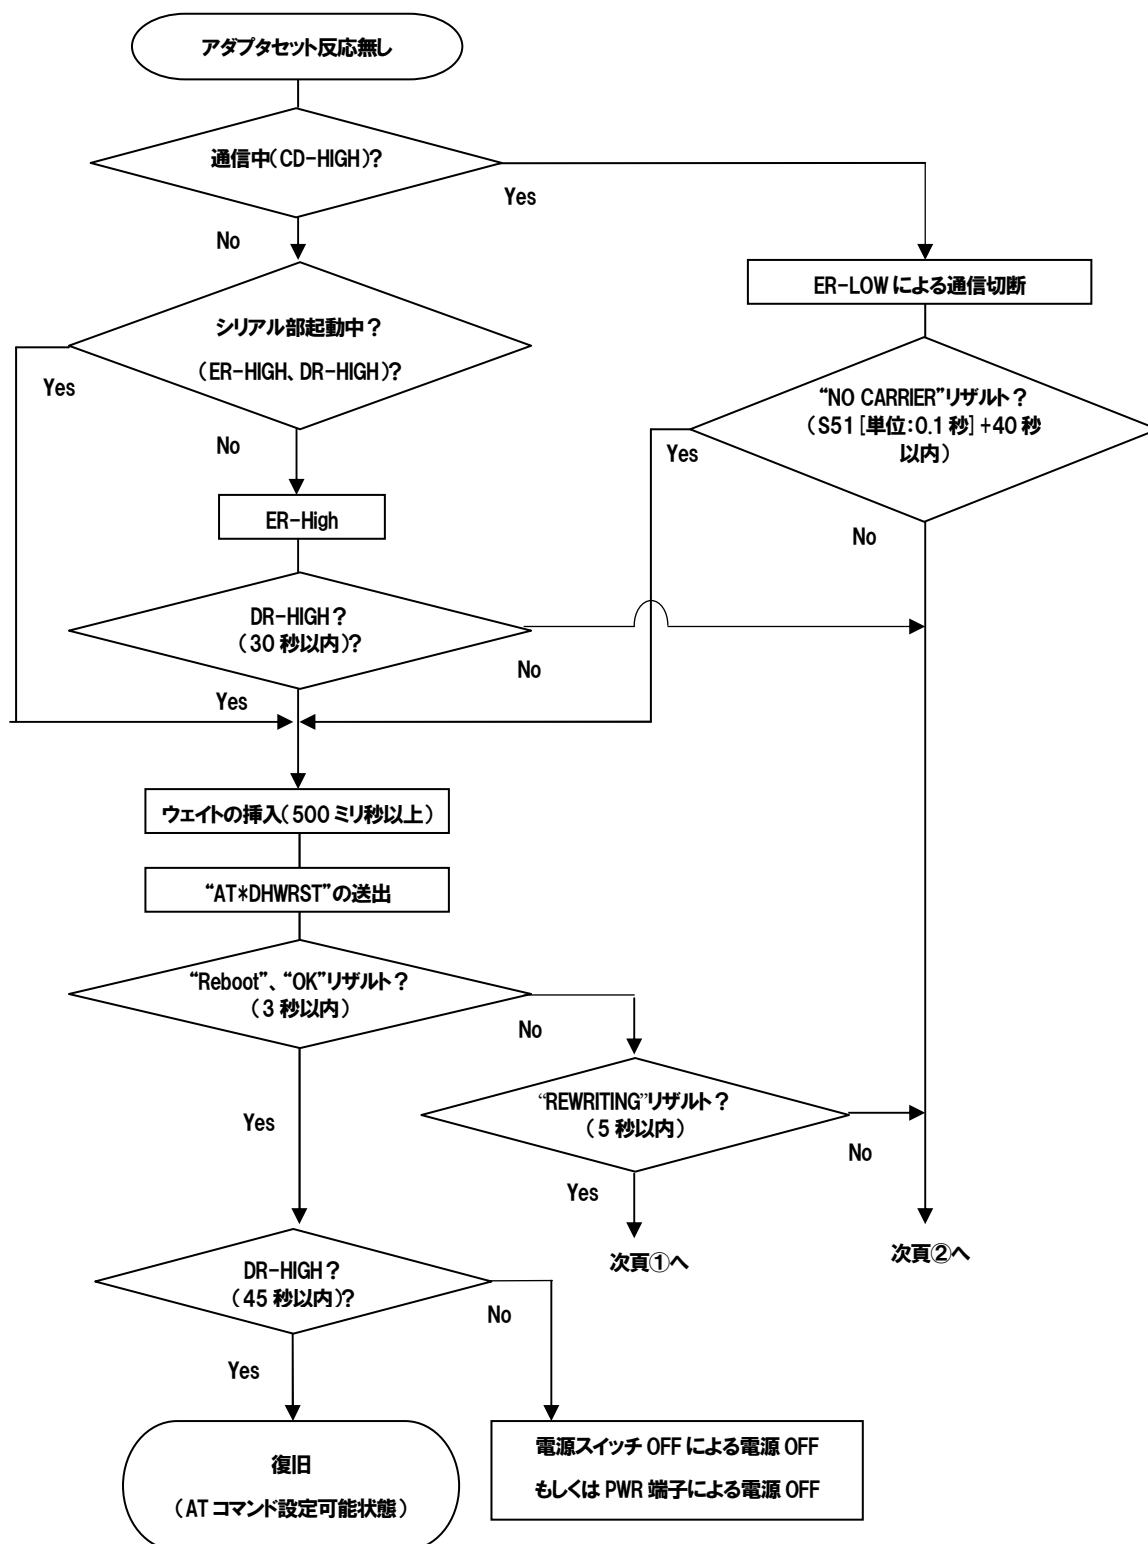 アダプタセット反応無し
通信中(CD-HIGH)?
Yes
No
ER-LOW による通信切断
シリアル部起動中？
(ER-HIGH、DR-HIGH)?
Yes
No
“NO CARRIER”リザルト？
(S51 [単位:0.1 秒] +40 秒
以内)
Yes
No
ER-High
DR-HIGH？
(30 秒以内)?
No
Yes
ウェイトの挿入(500 ミリ秒以上)
“AT*DHWRST”の送出
“Reboot”、“OK”リザルト？
(3 秒以内)
No
Yes
“REWRITING”リザルト？
(5 秒以内)
No
Yes
次頁①へ
次頁②へ
DR-HIGH？
(45 秒以内)?
No
Yes
復旧
(AT コマンド設定可能状態)
電源スイッチ OFF による電源 OFF
もしくは PWR 端子による電源 OFF